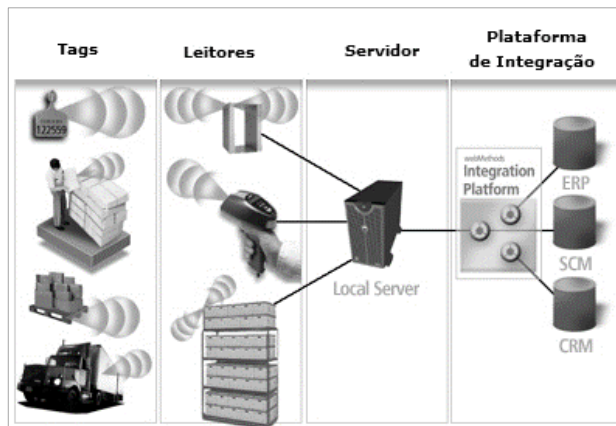 Tags
Leitores
Servidor
Plataforma
de Integração
122559
webMethods
Integration
Platform
ERP
Local Server
SCM
CRM